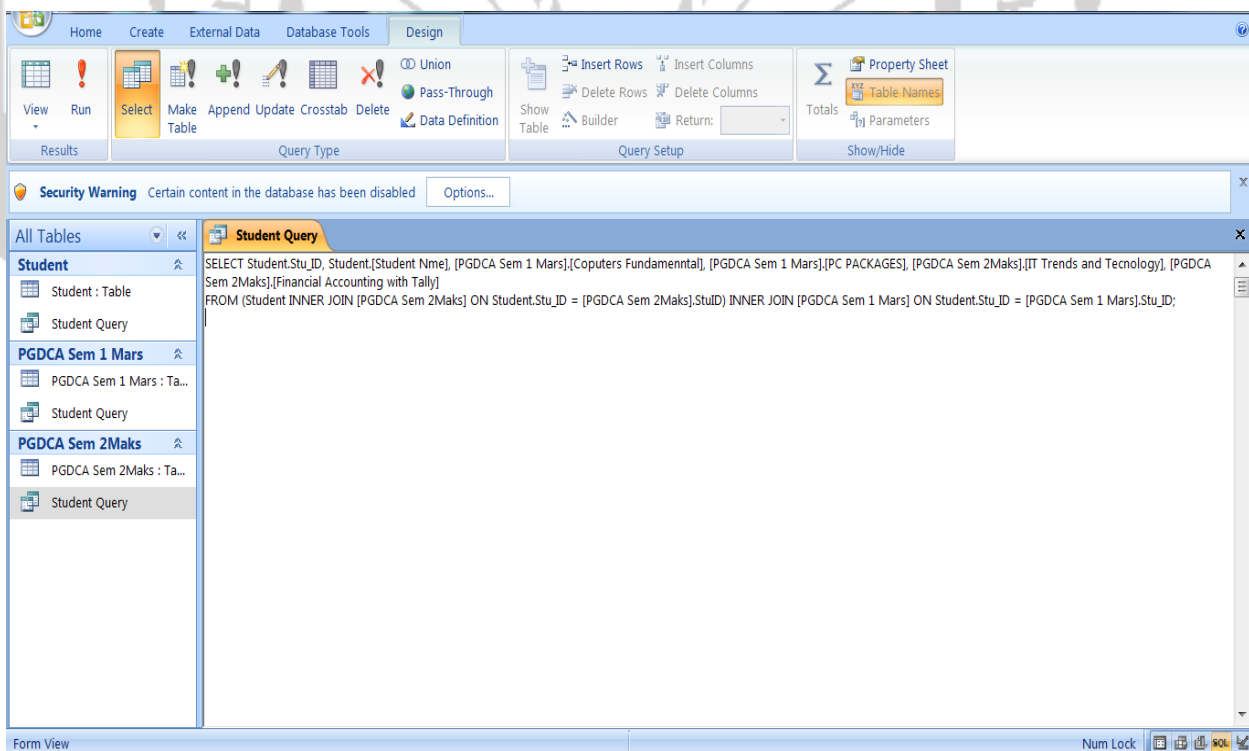 Home Create External Data Database Tools Design
View Run Select Make Table Append Update Crosstab Delete
Union
Pass-Through
Data Definition
Show Table
Insert Rows Insert Columns
Delete Rows Delete Columns
Builder Return:
Totals
Property Sheet
Table Names
Parameters
Results Query Type Query Setup Show/Hide
Security Warning Certain content in the database has been disabled Options...
All Tables
Student Query
Student
Student : Table
Student Query
PGDCA Sem 1 Mars
PGDCA Sem 1 Mars : Ta...
Student Query
PGDCA Sem 2Maks
PGDCA Sem 2Maks : Ta...
Student Query
SELECT Student.Stu_ID, Student.[Student Nme], [PGDCA Sem 1 Mars].[Coputers Fundamenntal], [PGDCA Sem 1 Mars].[PC PACKAGES], [PGDCA Sem 2Maks].[IT Trends and Tecnology], [PGDCA
Sem 2Maks].[Financial Accounting with Tally]
FROM (Student INNER JOIN [PGDCA Sem 2Maks] ON Student.Stu_ID = [PGDCA Sem 2Maks].StuID) INNER JOIN [PGDCA Sem 1 Mars] ON Student.Stu_ID = [PGDCA Sem 1 Mars].Stu_ID;
Form View Num Lock SQL